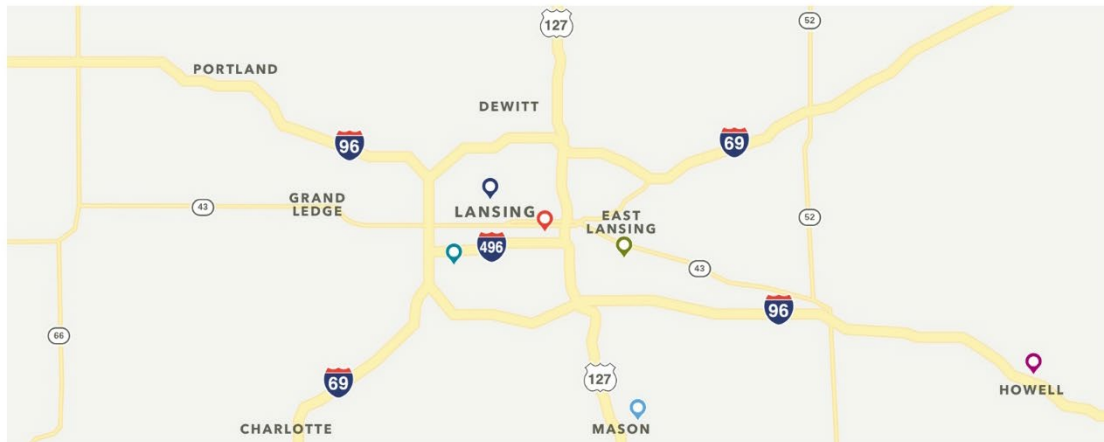 127
52
PORTLAND
DEWITT
96
69
GRAND
LEDGE
43
LANSING
EAST
LANSING
52
496
43
96
66
69
127
HOWELL
CHARLOTTE
MASON